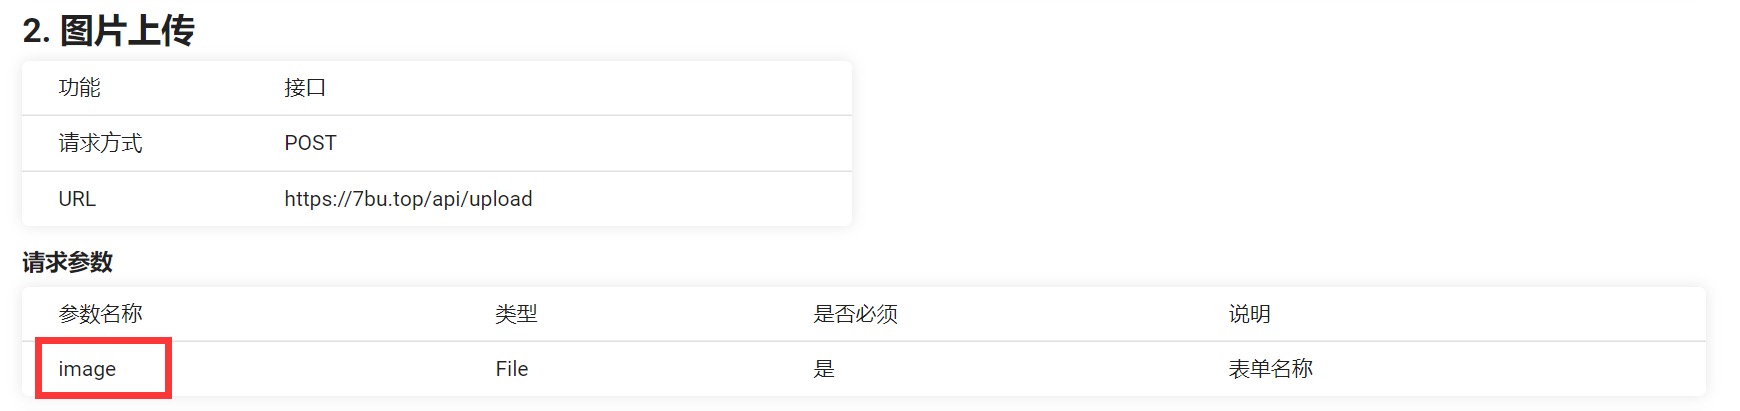 2. 图片上传
功能 接口
请求方式 POST
URL https://7bu.top/api/upload
请求参数
参数名称 类型 是否必须 说明
image File 是 表单名称